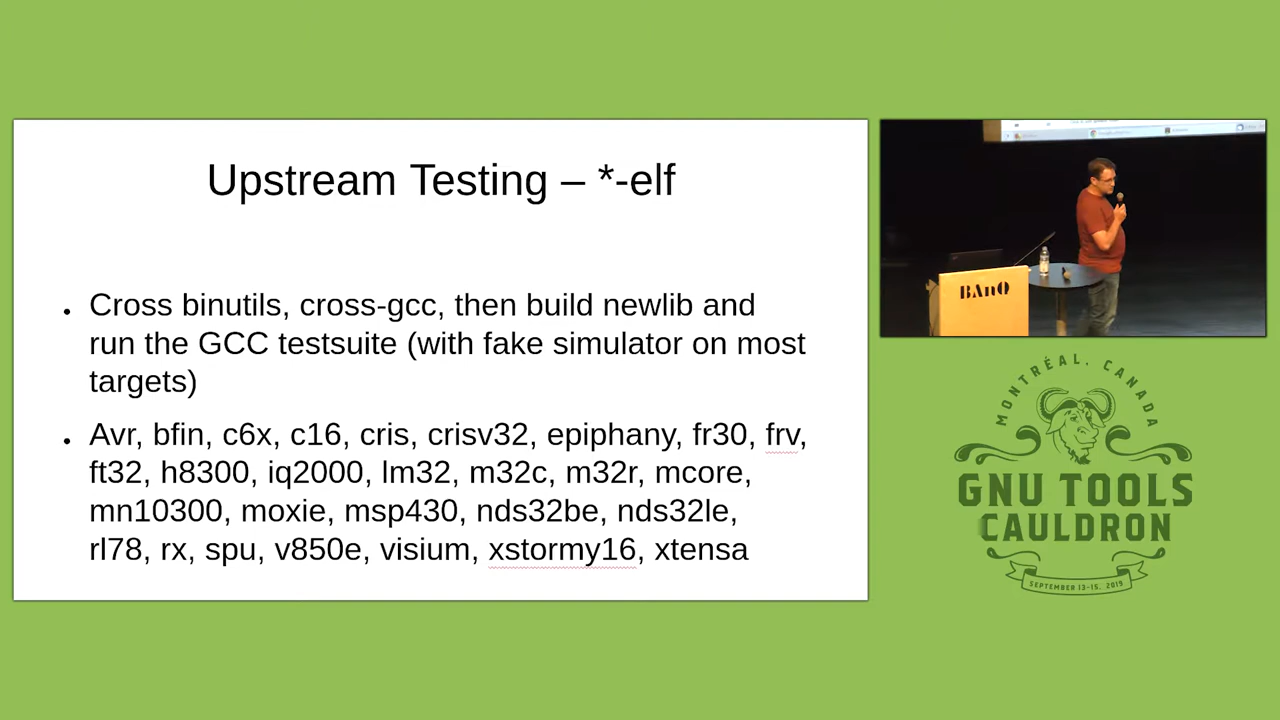 Upstream Testing – *-elf
• Cross binutils, cross-gcc, then build newlib and
run the GCC testsuite (with fake simulator on most
targets)
• Avr, bfin, c6x, c16, cris, crisv32, epiphany, fr30, frv,
ft32, h8300, iq2000, lm32, m32c, m32r, mcore,
mn10300, moxie, msp430, nds32be, nds32le,
rl78, rx, spu, v850e, visium, xstormy16, xtensa
BAnQ
MONTRÉAL, CANADA
GNU TOOLS
CAULDRON
SEPTEMBER 13-15, 2019